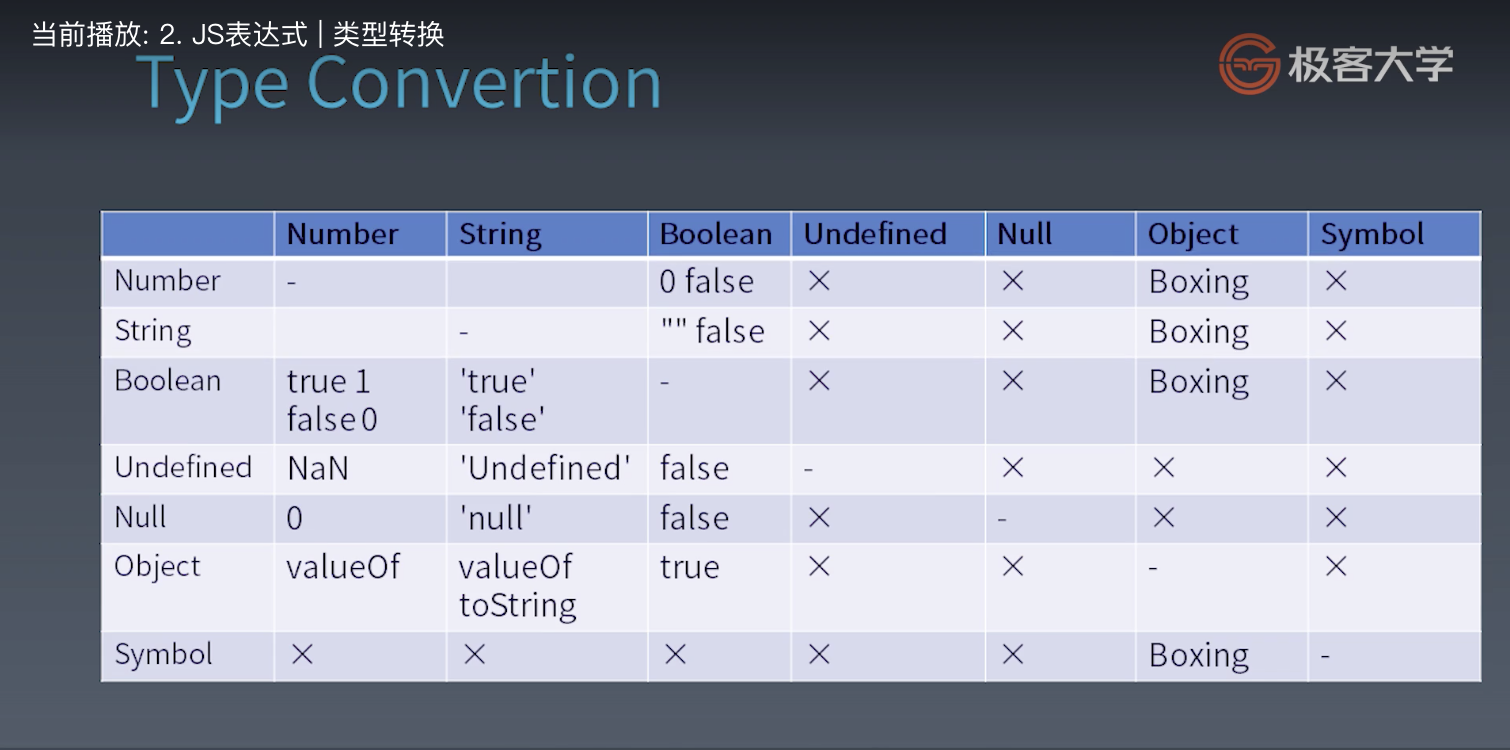 当前播放: 2. JS表达式 | 类型转换
极客大学
Type Convertion
Number String Boolean Undefined Null Object Symbol
Number - 0 false × × Boxing ×
String - "" false × × Boxing ×
Boolean true 1 'true' - × × Boxing ×
false 0 'false'
Undefined NaN 'Undefined' false - × × ×
Null 0 'null' false × - × ×
Object valueOf valueOf true × × - ×
toString
Symbol × × × × × Boxing -